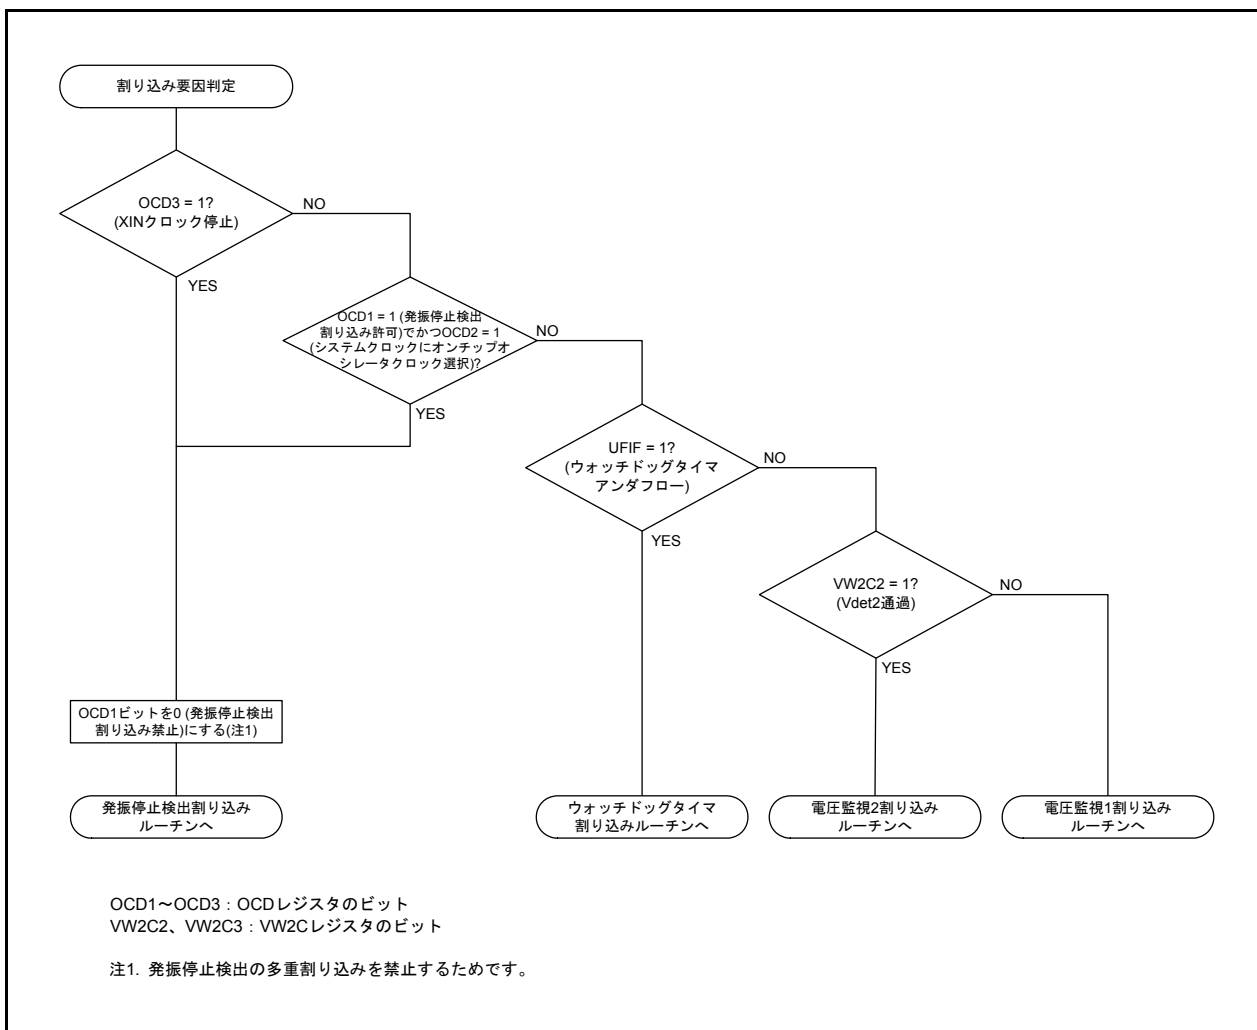 割り込み要因判定
OCD3 = 1?
(XINクロック停止)
NO
YES
OCD1 = 1 (発振停止検出
割り込み許可)でかつOCD2 = 1
(システムクロックにオンチップオ
シレータクロック選択)?
NO
YES
UFIF = 1?
(ウォッチドッグタイマ
アンダフロー)
NO
YES
VW2C2 = 1?
(Vdet2通過)
NO
YES
OCD1ビットを0 (発振停止検出
割り込み禁止)にする(注1)
発振停止検出割り込み
ルーチンへ
ウォッチドッグタイマ
割り込みルーチンへ
電圧監視2割り込み
ルーチンへ
電圧監視1割り込み
ルーチンへ
OCD1～OCD3 : OCDレジスタのビット
VW2C2、VW2C3 : VW2Cレジスタのビット
注1. 発振停止検出の多重割り込みを禁止するためです。